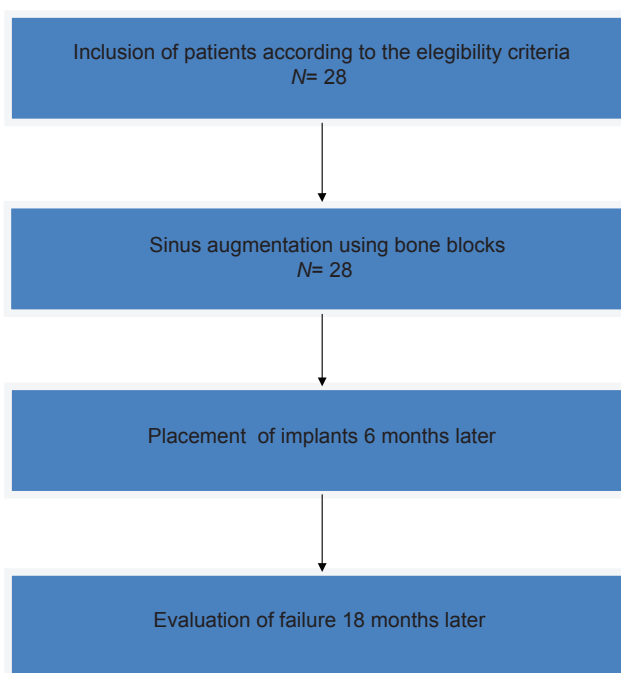 Inclusion of patients according to the elegibility criteria
N= 28
Sinus augmentation using bone blocks
N= 28
Placement of implants 6 months later
Evaluation of failure 18 months later